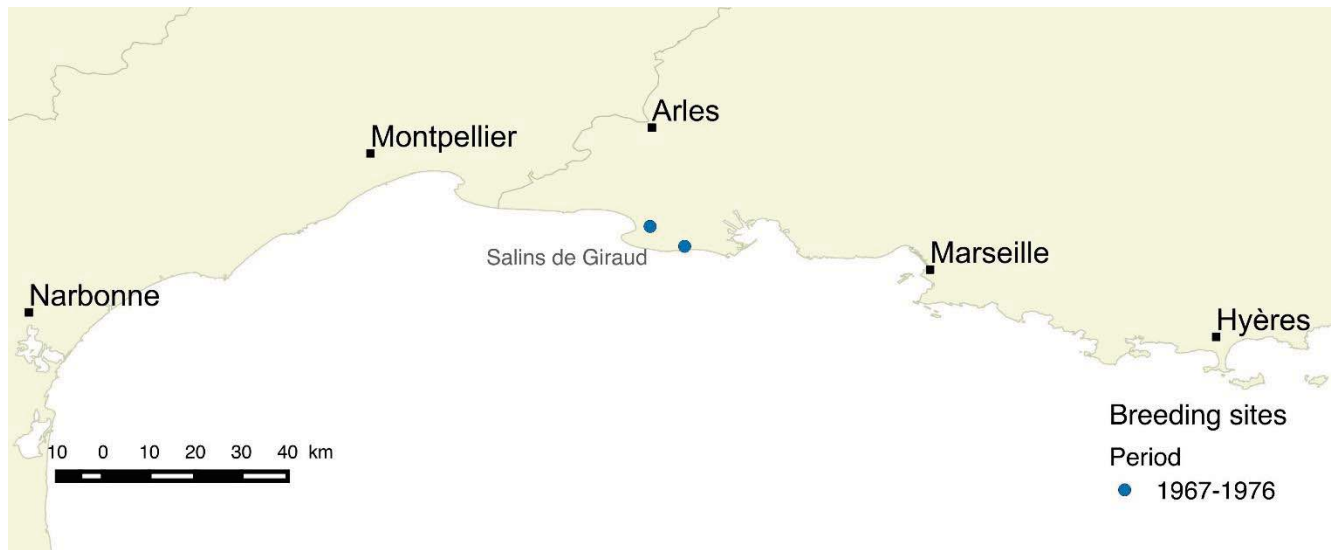 Arles
Montpellier
Salins de Giraud
Marseille
Narbonne
Hyères
Breeding sites
Period
1967-1976
10 0 10 20 30 40 km